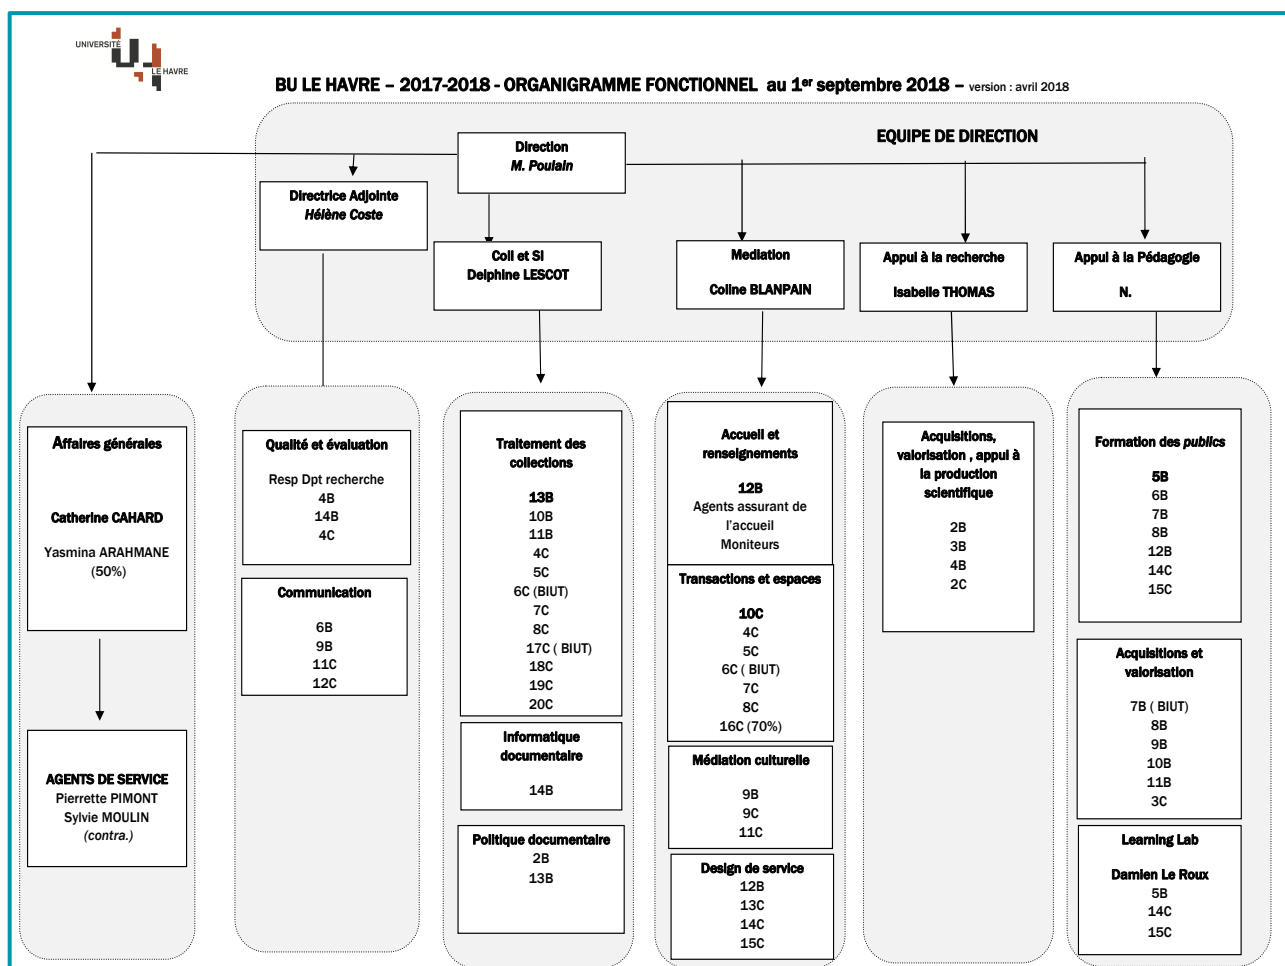 UNIVERSITÉ
LE HAVRE
BU LE HAVRE – 2017-2018 - ORGANIGRAMME FONCTIONNEL au 1er septembre 2018 – version : avril 2018
EQUIPE DE DIRECTION
Direction
M. Poulain
Directrice Adjointe
Hélène Coste
Coll et SI
Delphine LESCOT
Mediation
Coline BLANPAIN
Appui à la recherche
Isabelle THOMAS
Appui à la Pédagogie
N.
Affaires générales
Catherine CAHARD
Yasmina ARAHMANE
(50%)
AGENTS DE SERVICE
Pierrette PIMONT
Sylvie MOULIN
(contra.)
Qualité et évaluation
Resp Dpt recherche
4B
14B
4C
Communication
6B
9B
11C
12C
Traitement des
collections
13B
10B
11B
4C
5C
6C (BIUT)
7C
8C
17C ( BIUT)
18C
19C
20C
Informatique
documentaire
14B
Politique documentaire
2B
13B
Accueil et
renseignements
12B
Agents assurant de
l'accueil
Moniteurs
Transactions et espaces
10C
4C
5C
6C ( BIUT)
7C
8C
16C (70%)
Médiation culturelle
9B
9C
11C
Design de service
12B
13C
14C
15C
Acquisitions,
valorisation , appui à
la production
scientifique
2B
3B
4B
2C
Formation des publics
5B
6B
7B
8B
12B
14C
15C
Acquisitions et
valorisation
7B ( BIUT)
8B
9B
10B
11B
3C
Learning Lab
Damien Le Roux
5B
14C
15C